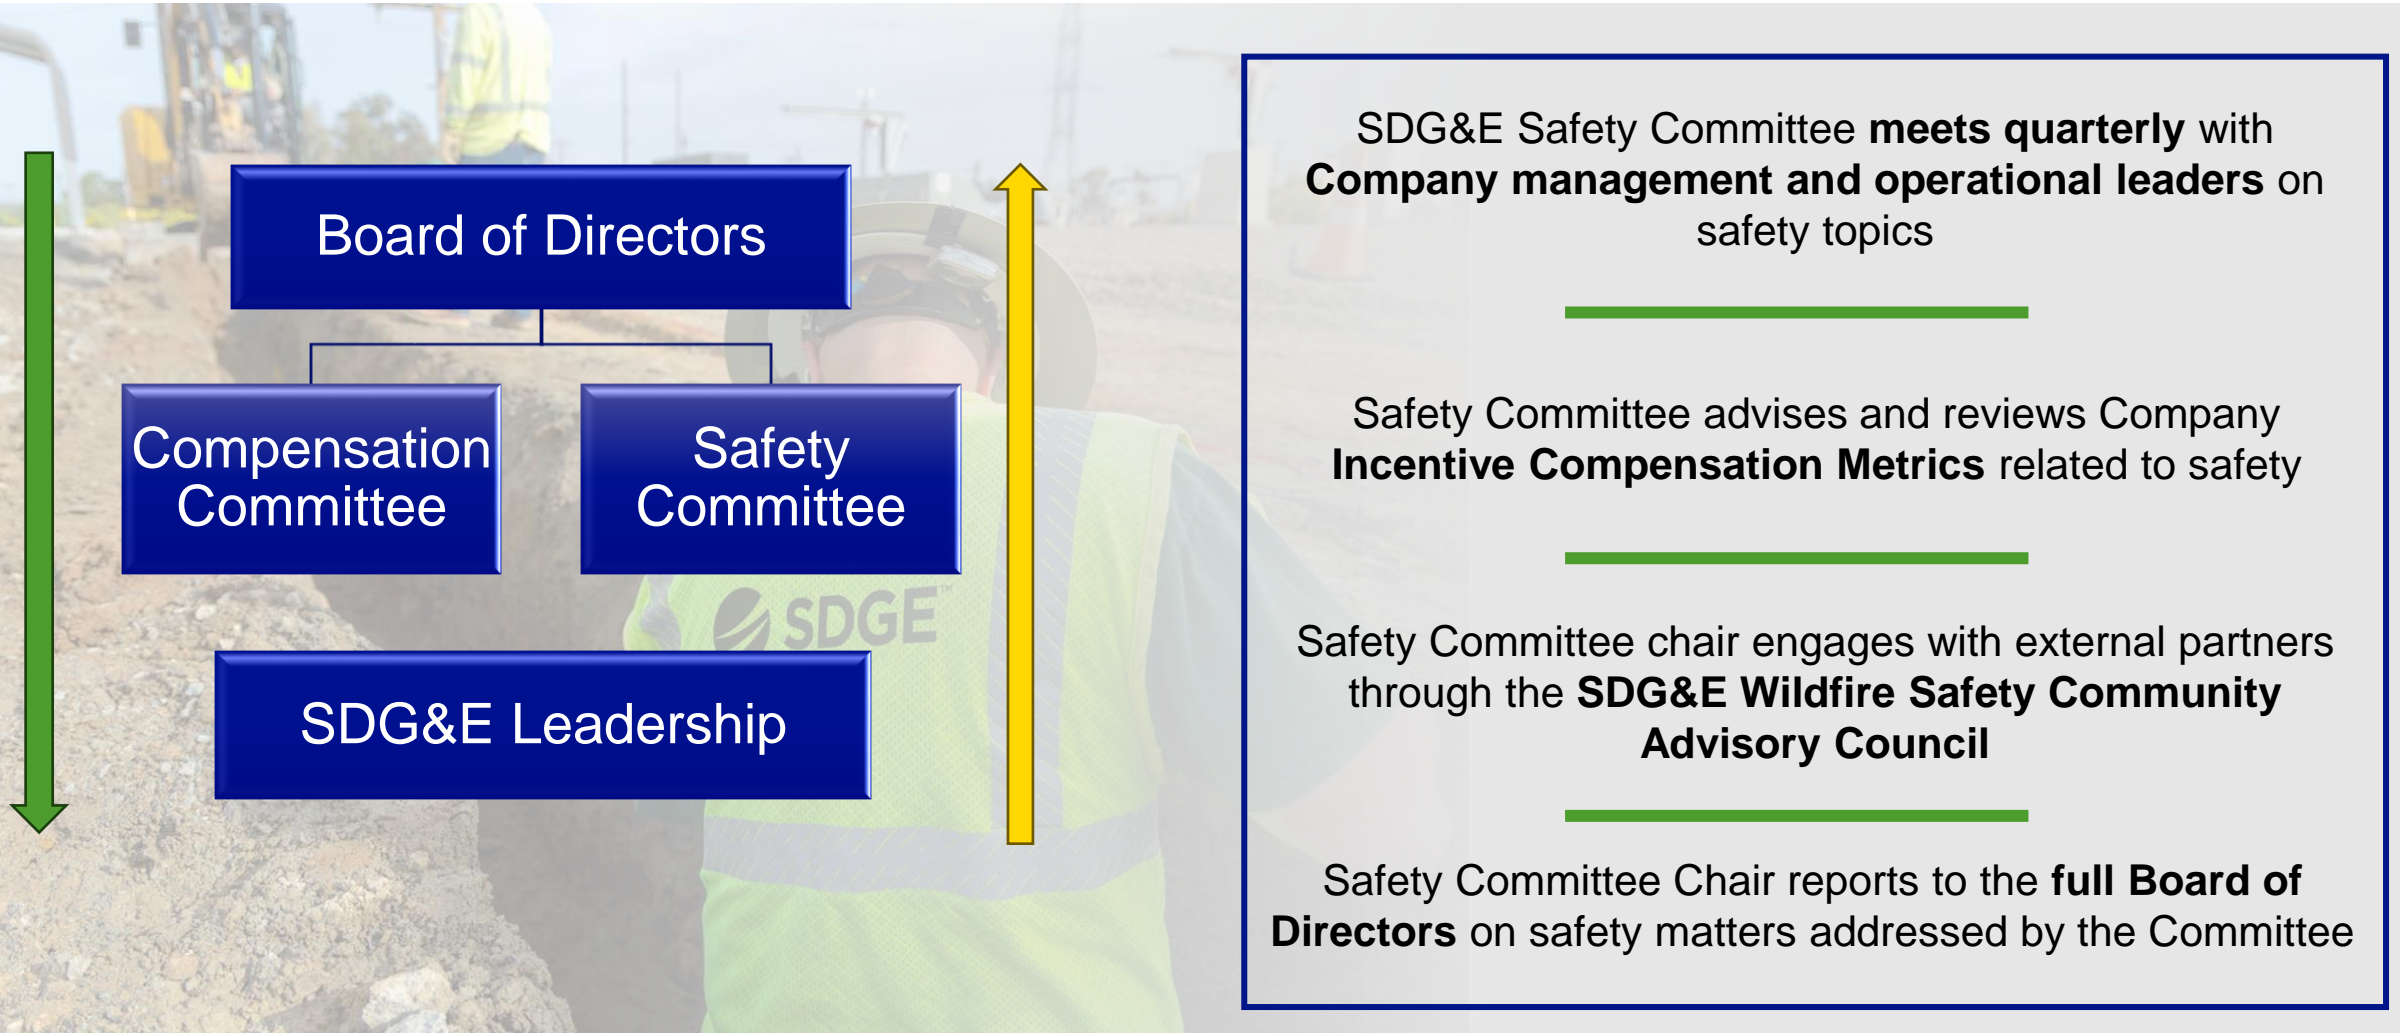 Board of Directors
Compensation
Committee
Safety
Committee
SDGE™
SDG&E Leadership
SDG&E Safety Committee meets quarterly with
Company management and operational leaders on
safety topics
Safety Committee advises and reviews Company
Incentive Compensation Metrics related to safety
Safety Committee chair engages with external partners
through the SDG&E Wildfire Safety Community
Advisory Council
Safety Committee Chair reports to the full Board of
Directors on safety matters addressed by the Committee